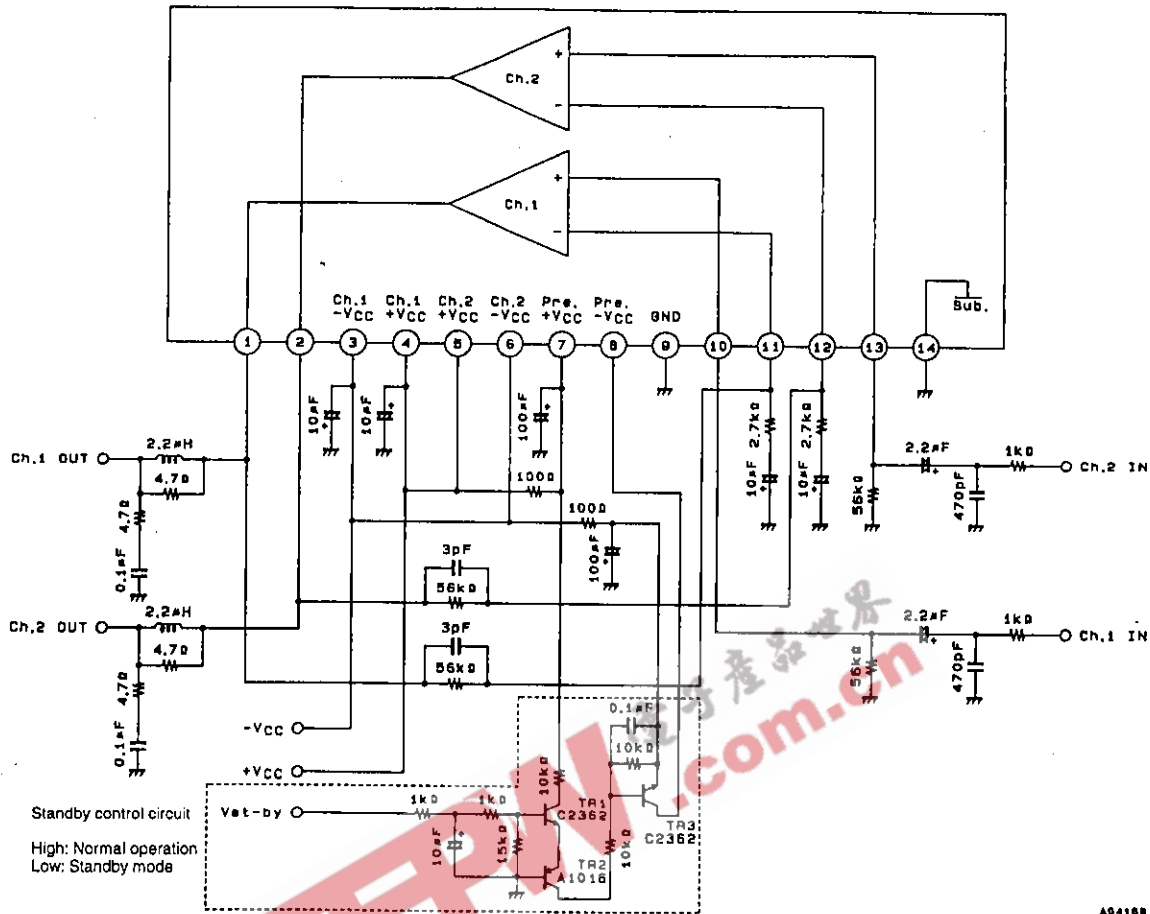 Ch.2
+
-
Ch.1
+
-
Sub.
Ch.1 -VCC
Ch.1 +VCC
Ch.2 +VCC
Ch.2 -VCC
Pre. +VCC
Pre. -VCC
GND
1
2
3
4
5
6
7
8
9
10
11
12
13
14
10µF
+
10µF
+
100µF
+
2.7kΩ
2.7kΩ
10µF
+
10µF
+
Ch.1 OUT
2.2µH
4.7Ω
4.7Ω
0.1µF
100Ω
100Ω
100µF
+
2.2µF
+
1kΩ
Ch.2 IN
56kΩ
470pF
3pF
56kΩ
Ch.2 OUT
2.2µH
4.7Ω
4.7Ω
0.1µF
3pF
56kΩ
2.2µF
+
1kΩ
Ch.1 IN
56kΩ
470pF
-VCC
+VCC
0.1µF
10kΩ
10kΩ
Standby control circuit
Vst-by
1kΩ
1kΩ
TR1
C2362
TR3
C2362
High: Normal operation
Low: Standby mode
10µF
+
15kΩ
10kΩ
TR2
A1016
產品世界
.com.cn